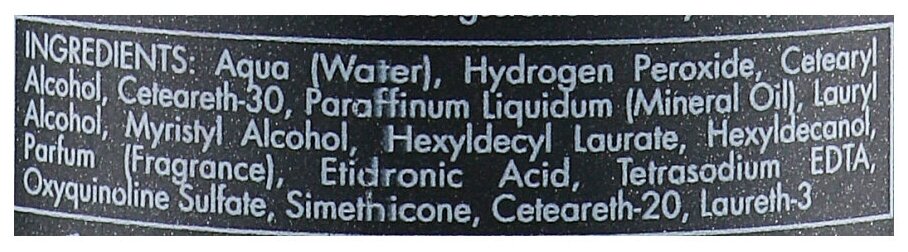 INGREDIENTS: Aqua (Water), Hydrogen Peroxide, Cetearyl
Alcohol, Ceteareth-30, Paraffinum Liquidum (Mineral Oil), Lauryl
Alcohol, Myristyl Alcohol, Hexyldecyl Laurate, Hexyldecanol,
Parfum (Fragrance), Etidronic Acid, Tetrasodium EDTA,
Oxyquinoline Sulfate, Simethicone, Ceteareth-20, Laureth-3